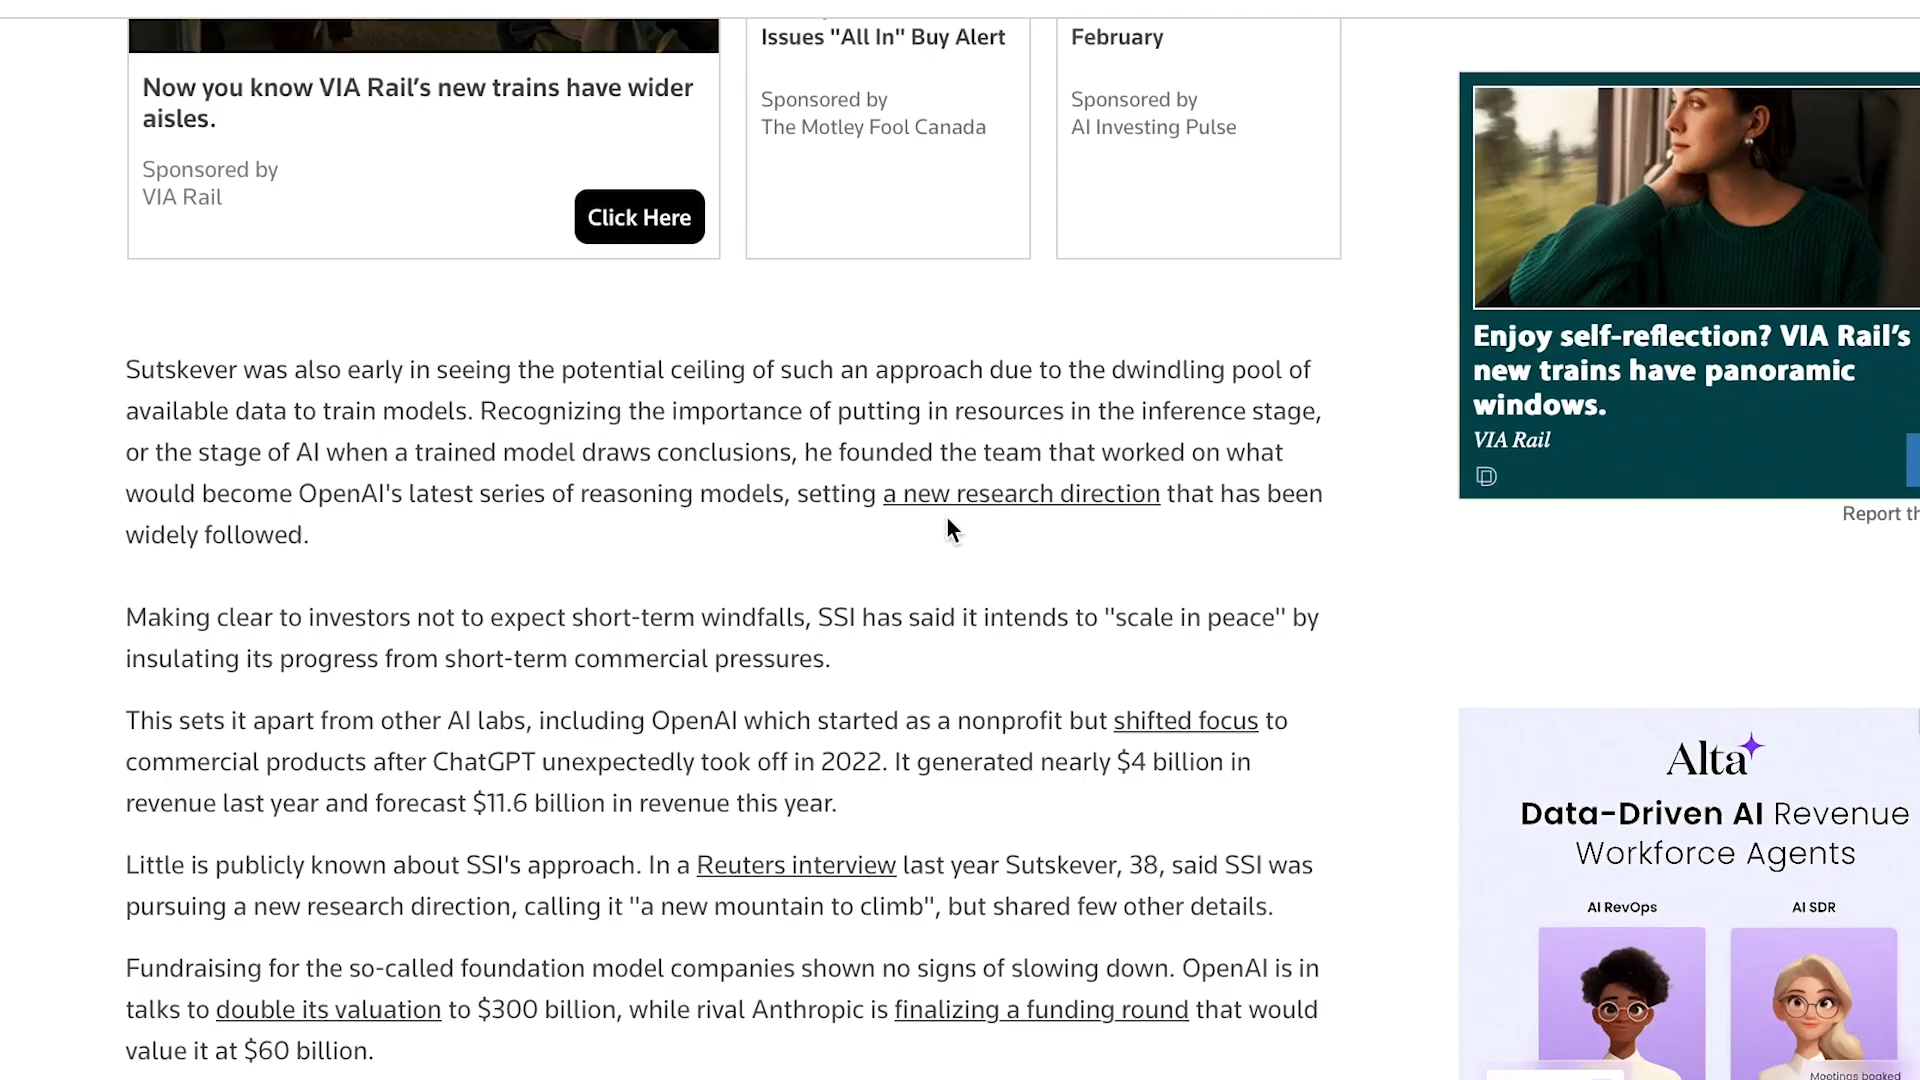 Issues "All In" Buy Alert
February
Now you know VIA Rail’s new trains have wider
aisles.
Sponsored by
VIA Rail
Click Here
Sponsored by
The Motley Fool Canada
Sponsored by
AI Investing Pulse
Enjoy self-reflection? VIA Rail’s
new trains have panoramic
windows.
VIA Rail
Report th
Sutskever was also early in seeing the potential ceiling of such an approach due to the dwindling pool of
available data to train models. Recognizing the importance of putting in resources in the inference stage,
or the stage of AI when a trained model draws conclusions, he founded the team that worked on what
would become OpenAI's latest series of reasoning models, setting a new research direction that has been
widely followed.
Making clear to investors not to expect short-term windfalls, SSI has said it intends to "scale in peace" by
insulating its progress from short-term commercial pressures.
This sets it apart from other AI labs, including OpenAI which started as a nonprofit but shifted focus to
commercial products after ChatGPT unexpectedly took off in 2022. It generated nearly $4 billion in
revenue last year and forecast $11.6 billion in revenue this year.
Little is publicly known about SSI's approach. In a Reuters interview last year Sutskever, 38, said SSI was
pursuing a new research direction, calling it "a new mountain to climb", but shared few other details.
Fundraising for the so-called foundation model companies shown no signs of slowing down. OpenAI is in
talks to double its valuation to $300 billion, while rival Anthropic is finalizing a funding round that would
value it at $60 billion.
Alta
Data-Driven AI Revenue
Workforce Agents
AI RevOps
AI SDR
Meetings booked